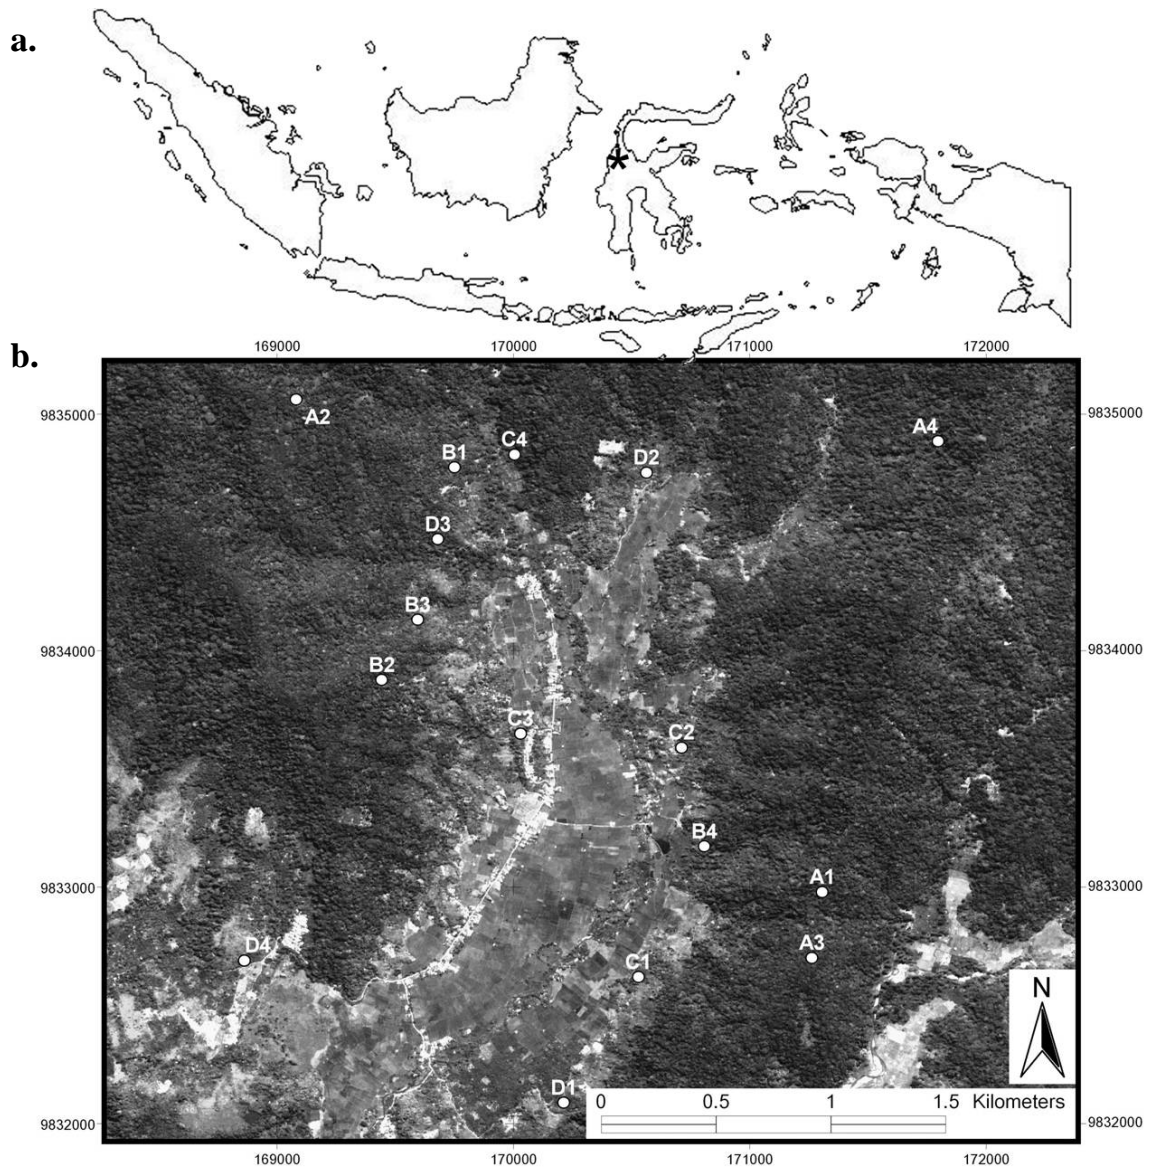 a.
*
b.
169000 170000 171000 172000
9835000 9835000
A2
A4
C4
B1
D2
D3
B3
9834000 9834000
B2
C3
C2
B4
9833000 9833000
A1
A3
D4
C1
N
D1
0 0.5 1 1.5 Kilometers
9832000 9832000
169000 170000 171000 172000